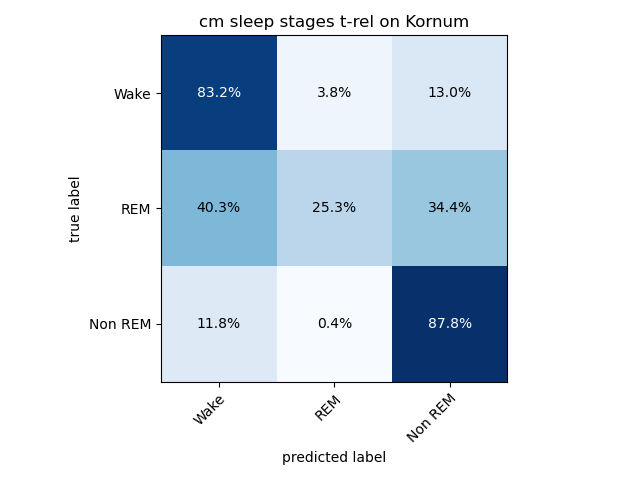 cm sleep stages t-rel on Kornum
Wake 83.2% 3.8% 13.0%
REM 40.3% 25.3% 34.4%
Non REM 11.8% 0.4% 87.8%
true label
Wake REM Non REM
predicted label